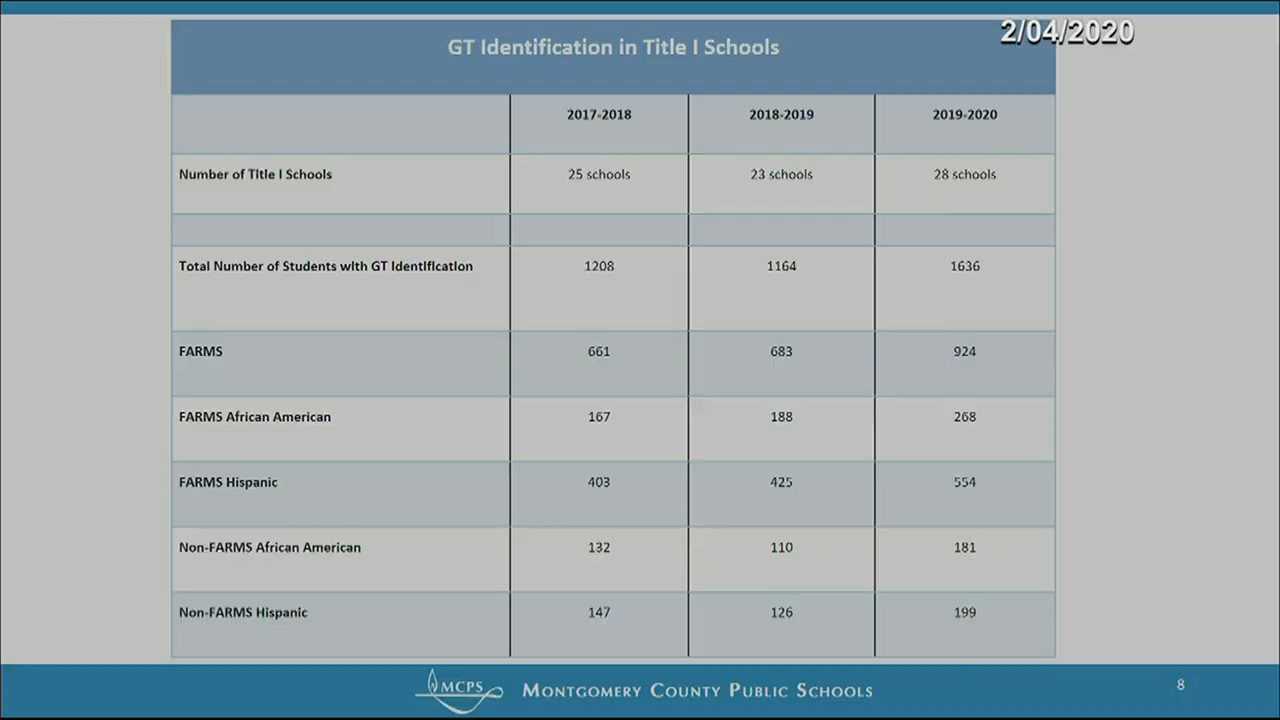 2/04/2020
GT Identification in Title I Schools
2017-2018 2018-2019 2019-2020
Number of Title I Schools 25 schools 23 schools 28 schools
Total Number of Students with GT Identification 1208 1164 1636
FARMS 661 683 924
FARMS African American 167 188 268
FARMS Hispanic 403 425 554
Non-FARMS African American 132 110 181
Non-FARMS Hispanic 147 126 199
MCPS MONTGOMERY COUNTY PUBLIC SCHOOLS 8